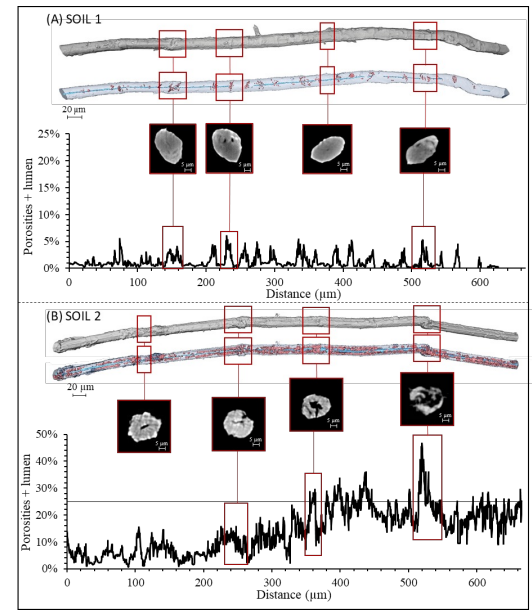 (A) SOIL 1
20 µm
5 µm
5 µm
5 µm
5 µm
Porosities + lumen
25%
20%
15%
10%
5%
0%
0 100 200 300 400 500 600
Distance (µm)
(B) SOIL 2
20 µm
5 µm
5 µm
5 µm
5 µm
Porosities + lumen
50%
40%
30%
20%
10%
0%
0 100 200 300 400 500 600
Distance (µm)